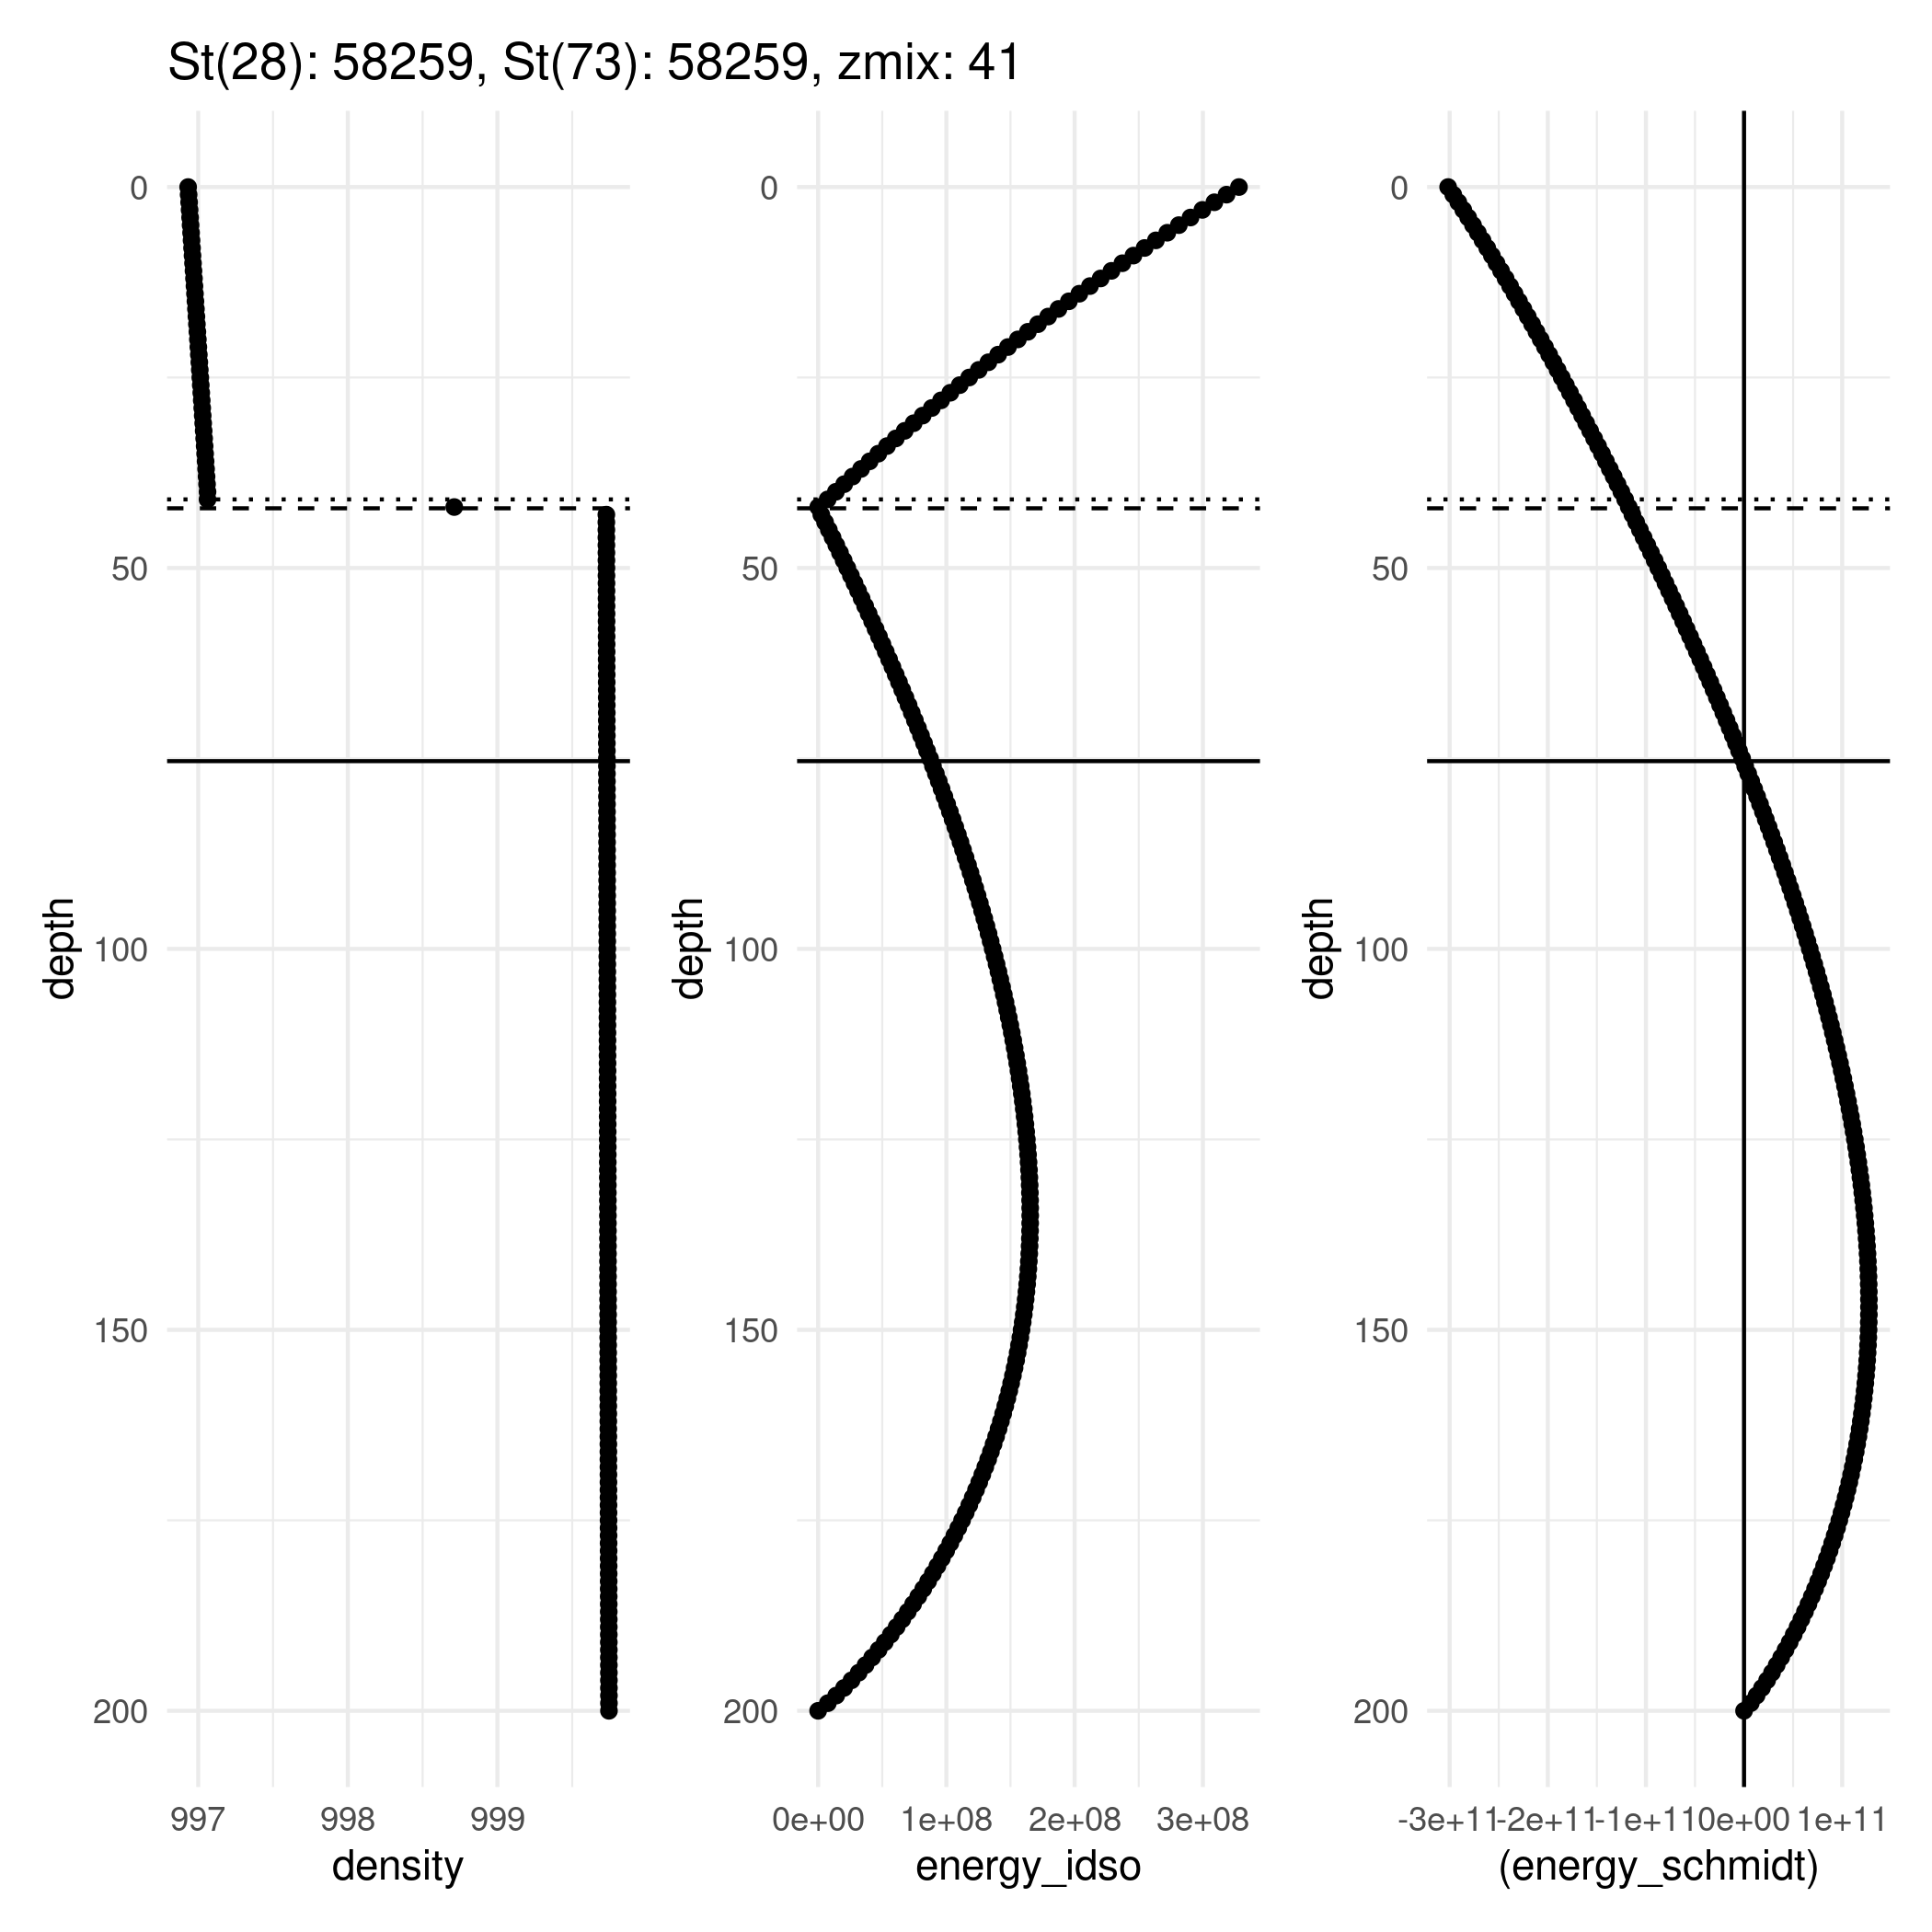 St(28): 58259, St(73): 58259, zmix: 41
0
50
100
150
200
depth
997
998
999
density
0
50
100
150
200
depth
0e+00
1e+08
2e+08
3e+08
energy_idso
0
50
100
150
200
depth
-3e+11
-2e+11
-1e+11
0e+00
1e+11
(energy_schmidt)